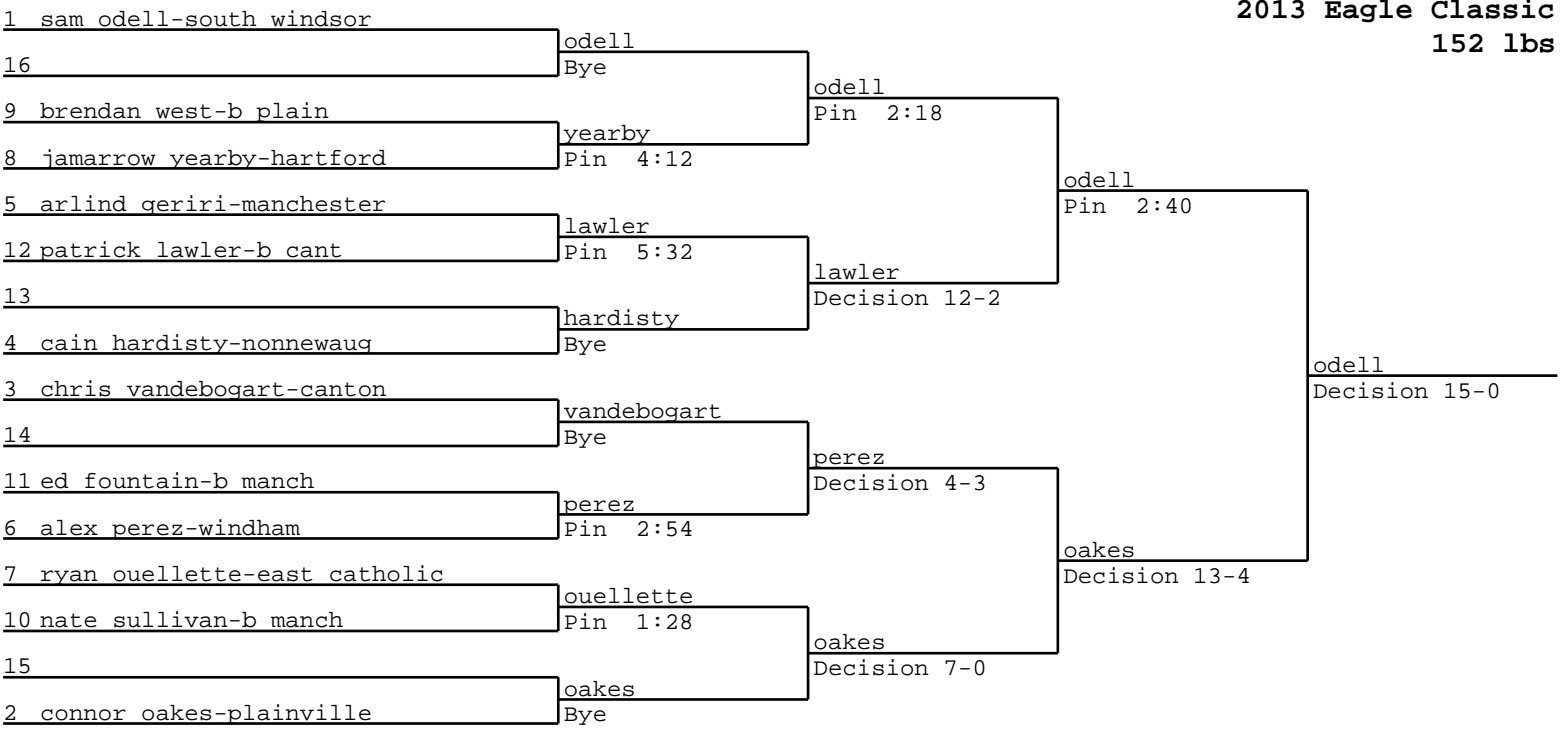 2013 Eagle Classic
152 lbs
1 sam odell-south windsor
16
9 brendan west-b plain
8 jamarrow yearby-hartford
5 arlind qeriri-manchester
12 patrick lawler-b cant
13
4 cain hardisty-nonnewaug
3 chris vandebogart-canton
14
11 ed fountain-b manch
6 alex perez-windham
7 ryan ouellette-east catholic
10 nate sullivan-b manch
15
2 connor oakes-plainville
odell
Bye
yearby
Pin 4:12
lawler
Pin 5:32
hardisty
Bye
vandebogart
Bye
perez
Pin 2:54
ouellette
Pin 1:28
oakes
Bye
odell
Pin 2:18
lawler
Decision 12-2
perez
Decision 4-3
oakes
Decision 7-0
odell
Pin 2:40
oakes
Decision 13-4
odell
Decision 15-0